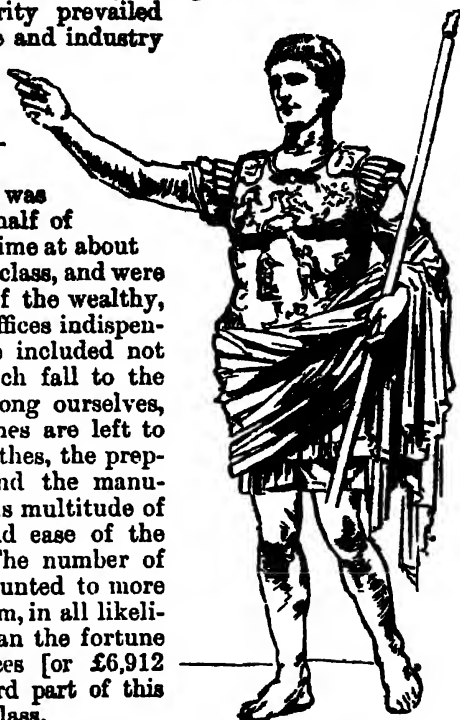 rity prevailed
and industry
was
half of
ime at about
class, and were
f the wealthy,
ffices indispen-
included not
ch fall to the
ong ourselves,
nes are left to
thes, the prep-
nd the manu-
s multitude of
d ease of the
he number of
unted to more
m, in all likeli-
an the fortune
ces [or £6,912
rd part of this
lass.